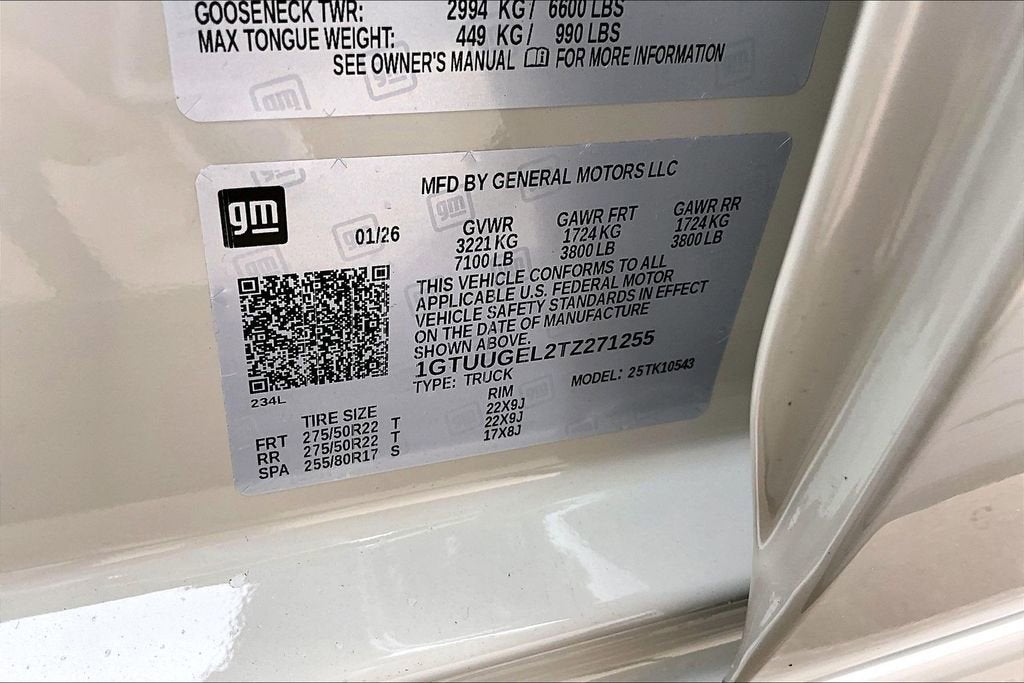 GOOSENECK TWR: 2994 KG/ 6600 LBS
MAX TONGUE WEIGHT: 449 KG/ 990 LBS
SEE OWNER'S MANUAL FOR MORE INFORMATION
MFD BY GENERAL MOTORS LLC
gm
01/26
GVWR GAWR FRT GAWR RR
3221 KG 1724 KG 1724 KG
7100 LB 3800 LB 3800 LB
THIS VEHICLE CONFORMS TO ALL
APPLICABLE U.S. FEDERAL MOTOR
VEHICLE SAFETY STANDARDS IN EFFECT
ON THE DATE OF MANUFACTURE
SHOWN ABOVE.
1GTUUGEL2TZ271255
TYPE: TRUCK MODEL: 25TK10543
234L
TIRE SIZE RIM
FRT 275/50R22 T 22X9J
RR 275/50R22 T 22X9J
SPA 255/80R17 S 17X8J